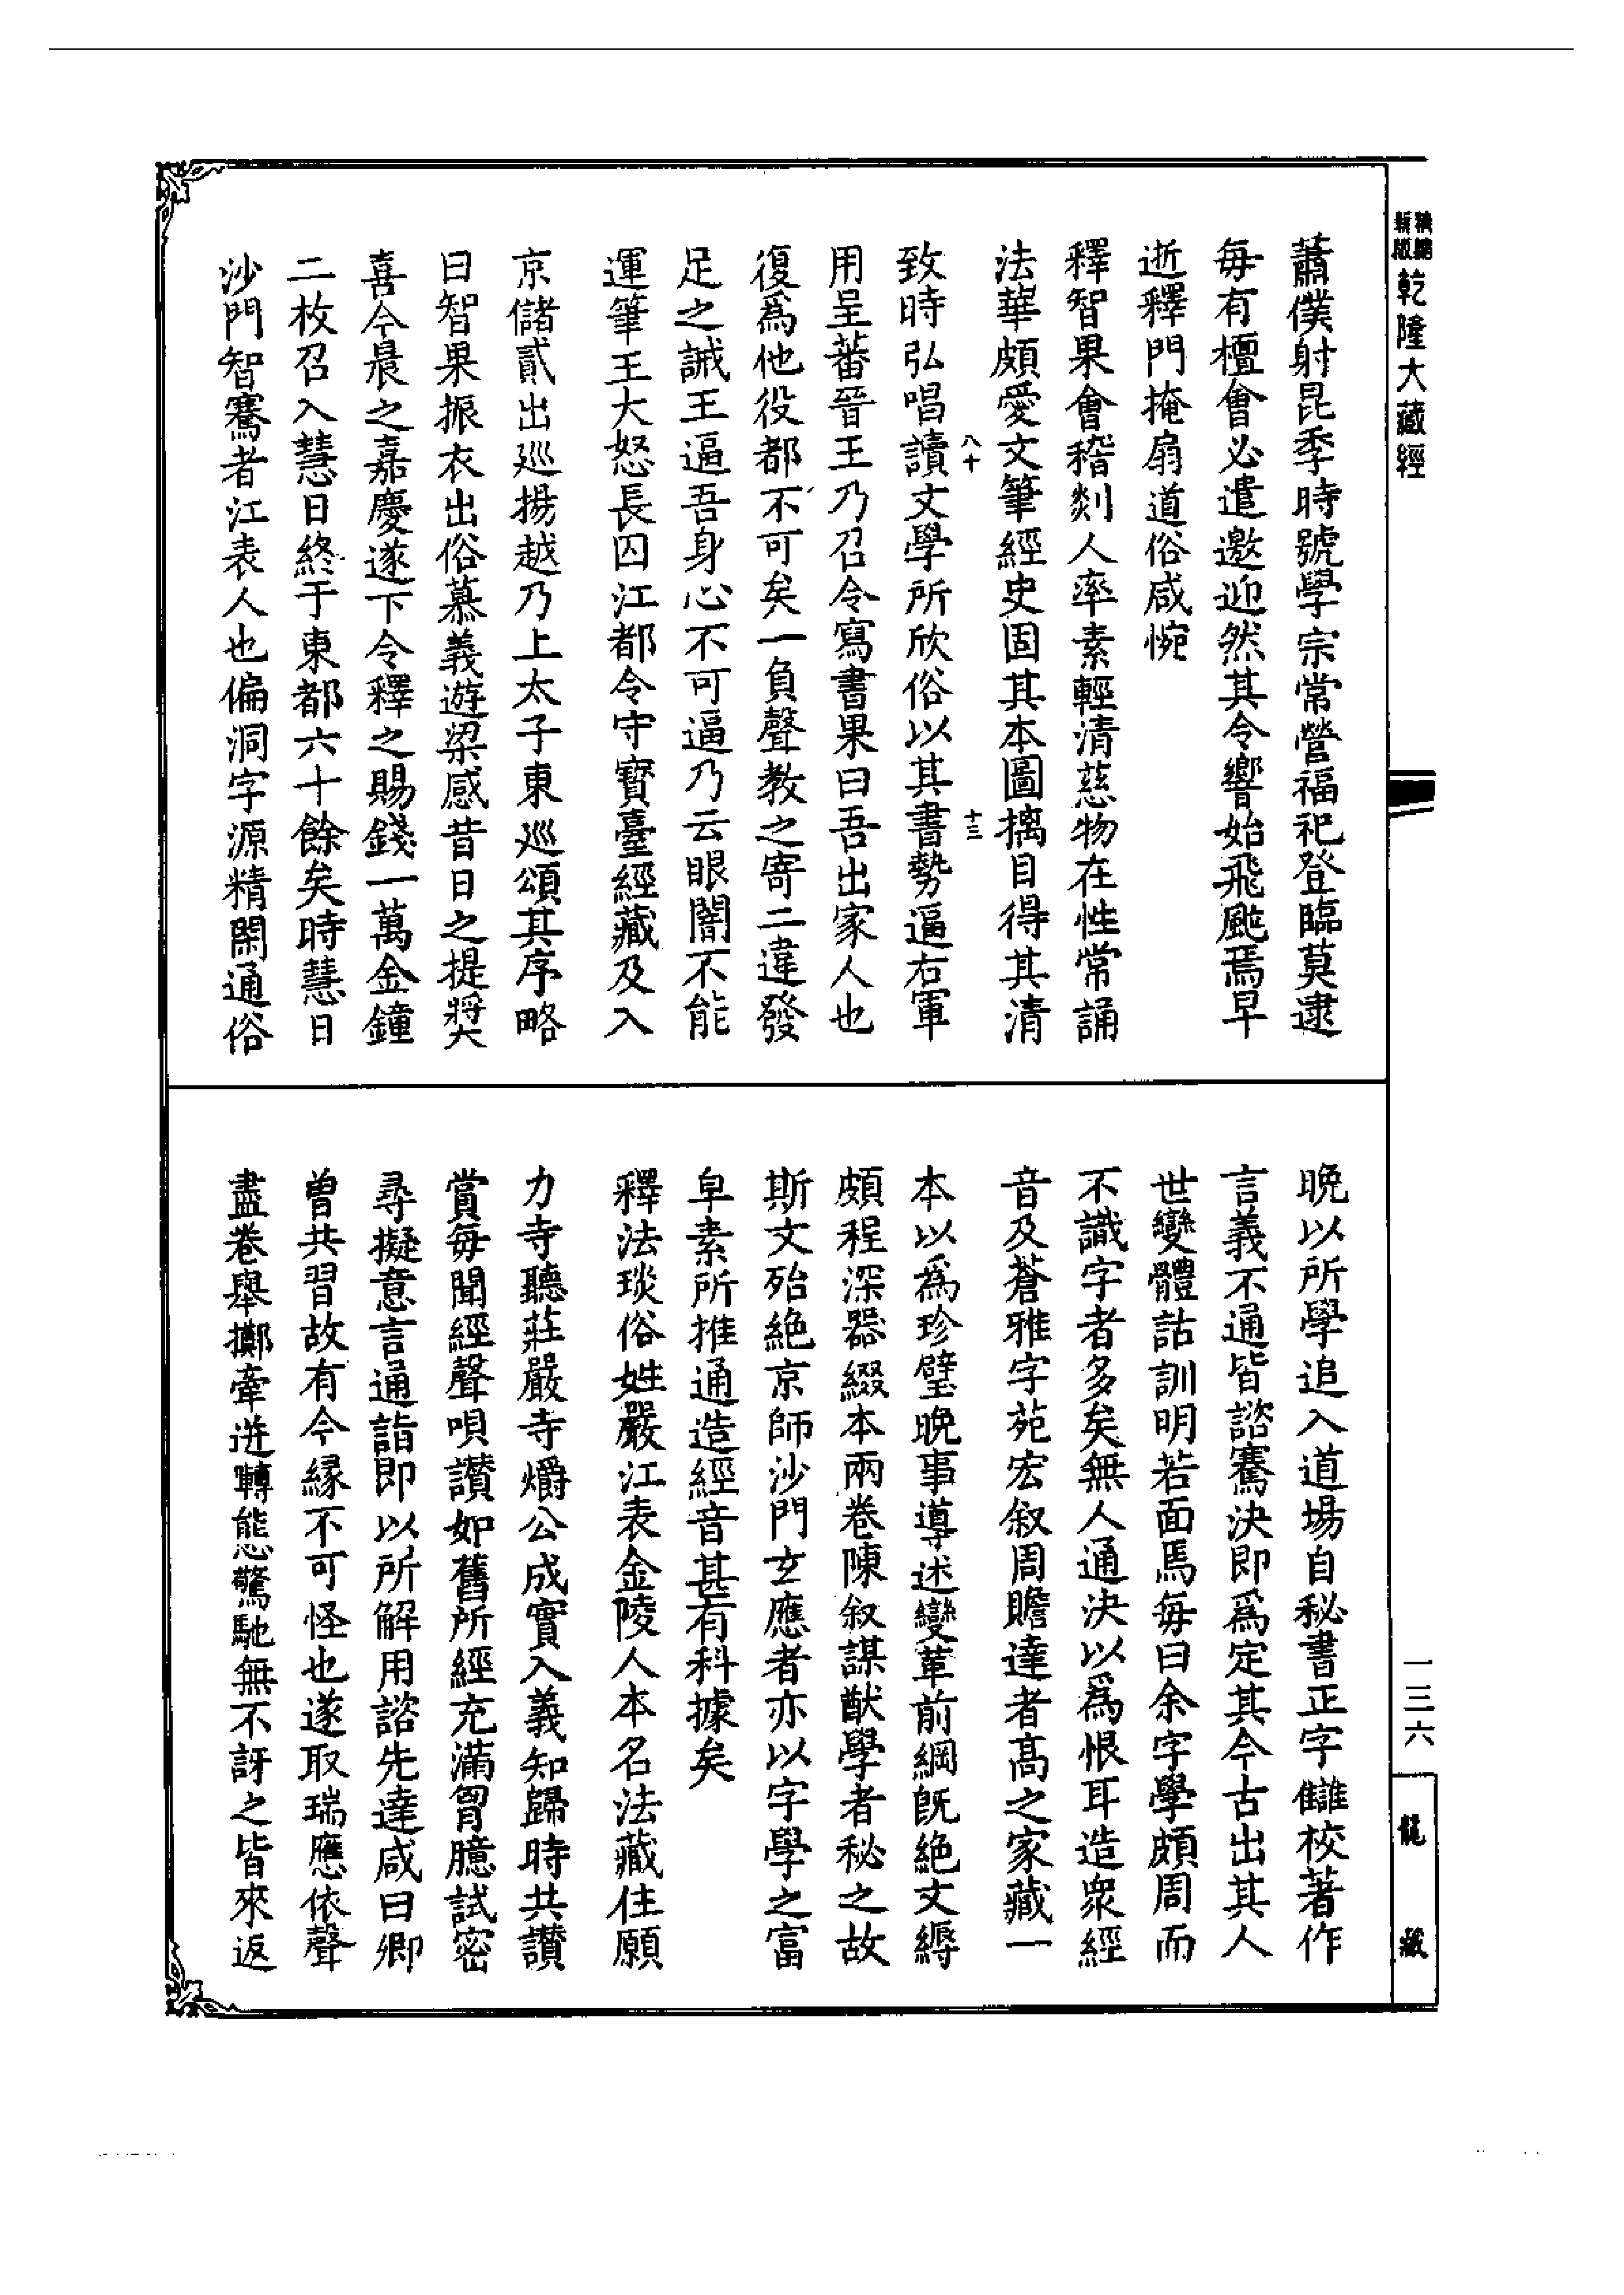 精縮
新版
乾隆大藏經
蕭僕射昆季時號學宗常營福祀登臨莫逮
每有檀會必遣邀迎然其令響始飛颷焉早
逝釋門掩扇道俗咸惋
釋智果會稽剡人率素輕清慈物在性常誦
法華頗愛文筆經史固其本圖摛目得其清
八十
十三
致時弘唱讀文學所欣俗以其書勢逼右軍
用呈蕃晉王乃召令寫書果曰吾出家人也
復爲他役都不可矣一負聲教之寄二違發
足之誠王逼吾身心不可逼乃云眼闇不能
運筆王大怒長囚江都令守寶臺經藏及入
京儲貳出巡揚越乃上太子東巡頌其序略
曰智果振衣出俗慕義遊梁感昔日之提奬
喜今晨之嘉慶遂下令釋之賜錢一萬金鐘
二枚召入慧日終于東都六十餘矣時慧日
沙門智騫者江表人也偏洞字源精閑通俗
晚以所學追入道場自秘書正字讎校著作
言義不通皆諮騫決即爲定其今古出其人
世變體詁訓明若面焉每曰余字學頗周而
不識字者多矣無人通決以爲恨耳造衆經
音及蒼雅字苑宏叙周贍達者高之家藏一
本以爲珍璧晚事導述變革前綱旣絶文縟
頗程深器綴本兩卷陳叙謀猷學者秘之故
斯文殆絶京師沙門玄應者亦以字學之富
皁素所推通造經音甚有科據矣
釋法琰俗姓嚴江表金陵人本名法藏住願
力寺聽莊嚴寺爝公成實入義知歸時共讚
賞每聞經聲唄讚如舊所經充滿胷臆試密
尋擬意言通詣即以所解用諮先達咸曰卿
曾共習故有今緣不可怪也遂取瑞應依聲
盡卷舉擲牽迸轉態驚馳無不訝之皆來返
一三六
龍藏